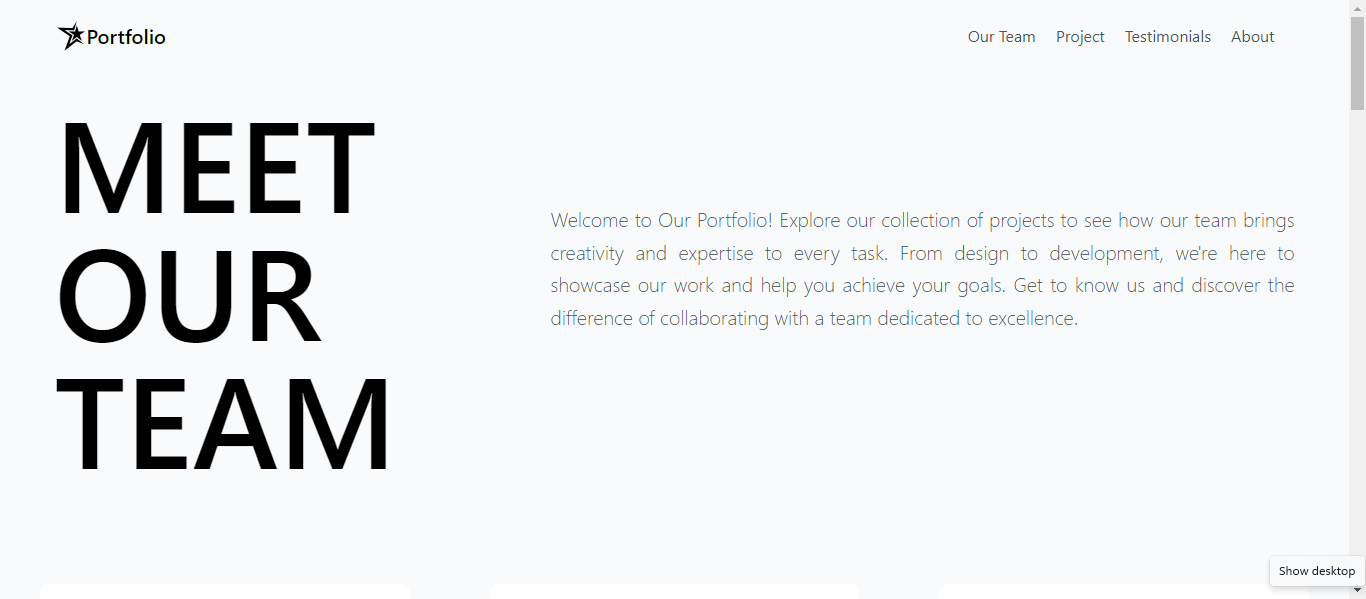 Portfolio
Our Team
Project
Testimonials
About
MEET
OUR
TEAM
Welcome to Our Portfolio! Explore our collection of projects to see how our team brings
creativity and expertise to every task. From design to development, we're here to
showcase our work and help you achieve your goals. Get to know us and discover the
difference of collaborating with a team dedicated to excellence.
Show desktop